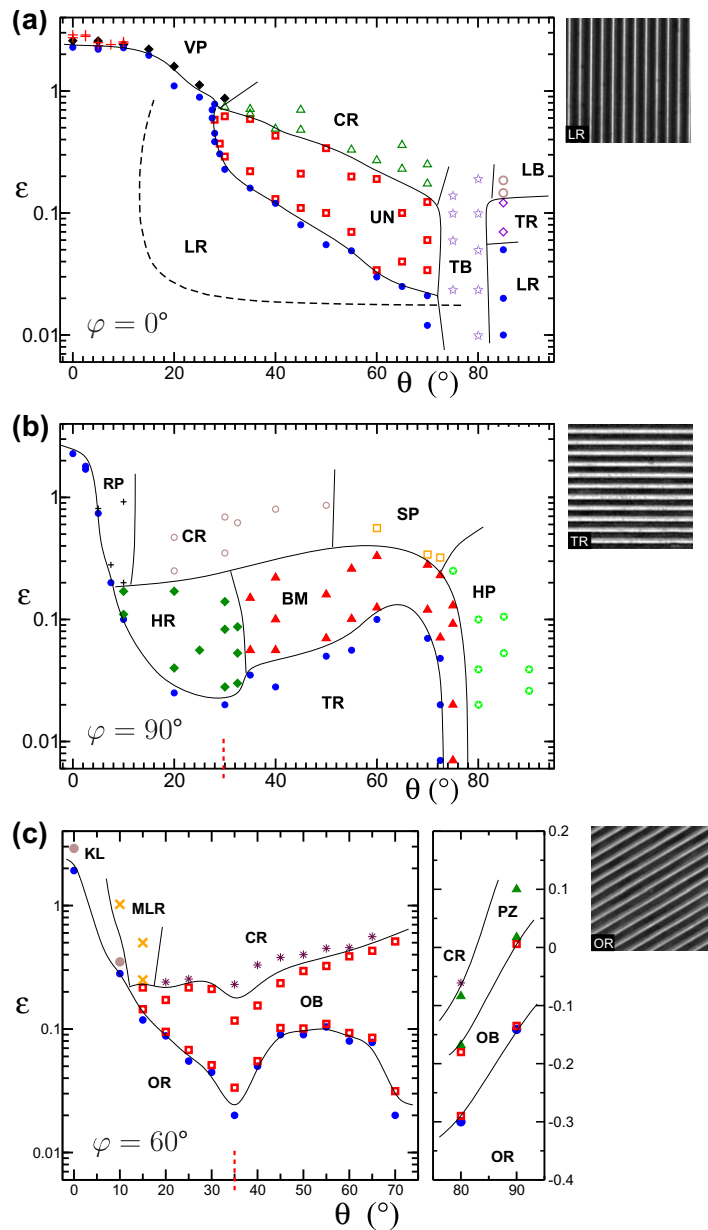 (a)
VP
CR
LR
LB
TR
UN
LR
TB
LR
ε
1
0.1
0.01
φ = 0°
0 20 40 60 80
θ (°)
(b)
RP
CR
SP
HR
BM
HP
TR
TR
ε
1
0.1
0.01
φ = 90°
0 20 40 60 80
θ (°)
(c)
KL
MLR
CR
OB
OR
ε
1
0.1
0.01
φ = 60°
0 10 20 30 40 50 60 70
θ (°)
PZ
CR
OB
OR
0.2
0.1
0
-0.1
-0.2
-0.3
-0.4
80 90
OR